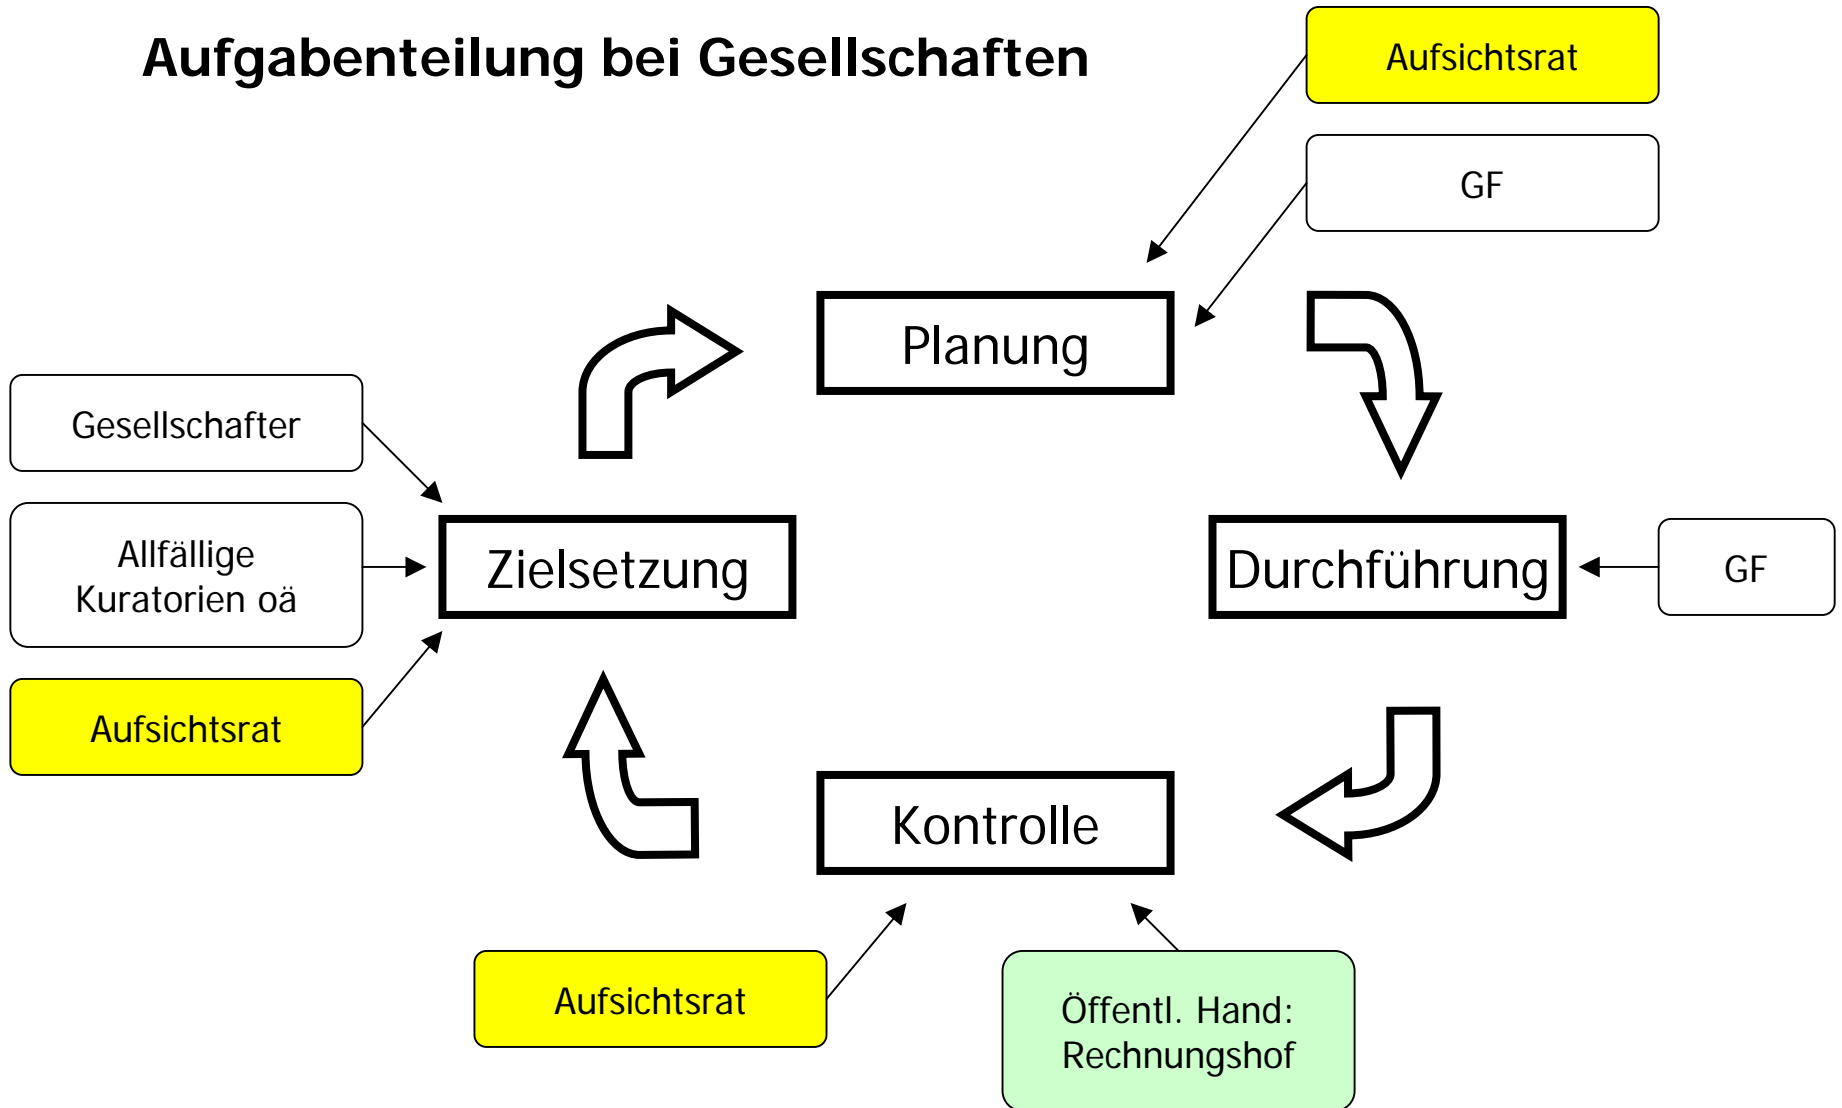 Aufgabenteilung bei Gesellschaften
Aufsichtsrat
GF
Planung
Gesellschafter
Allfällige
Kuratorien oä
Aufsichtsrat
Zielsetzung
Durchführung
GF
Kontrolle
Aufsichtsrat
Öffentl. Hand:
Rechnungshof